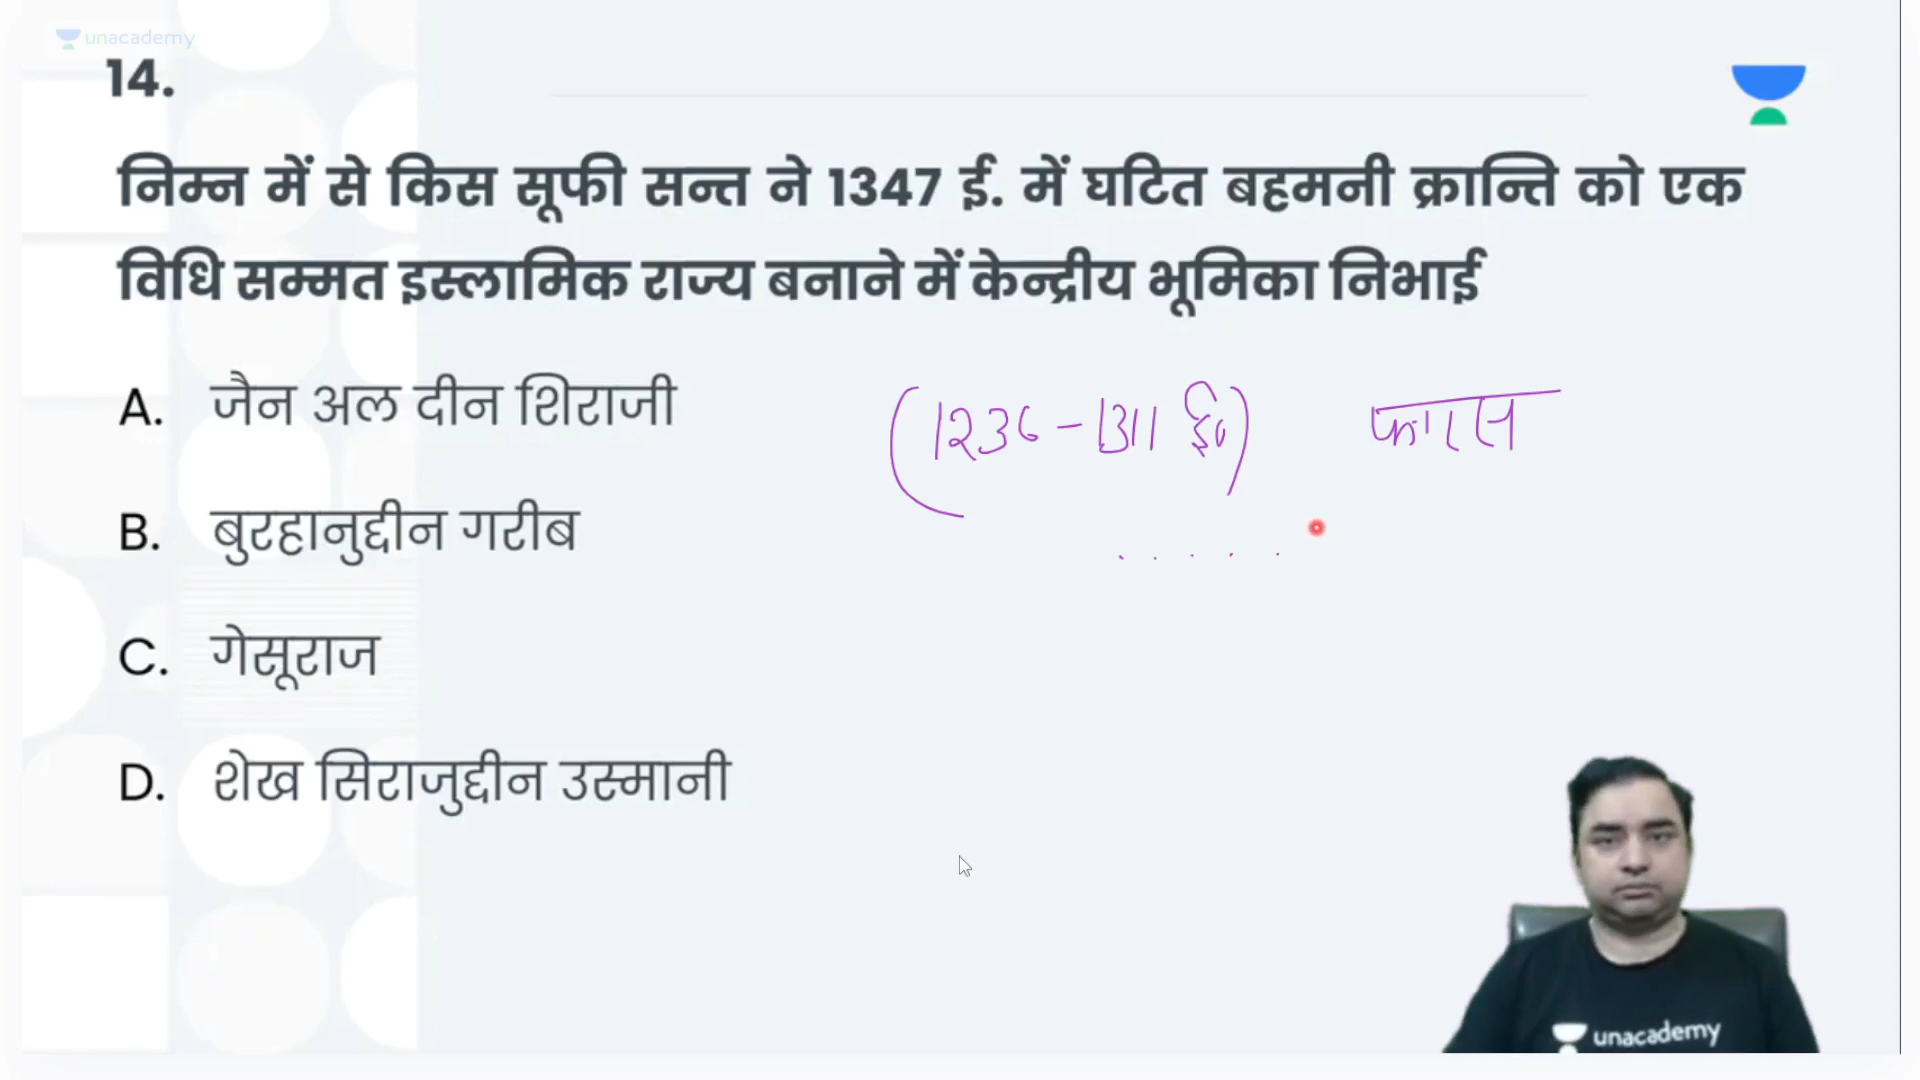 unacademy
14.
निम्न में से किस सूफी सन्त ने 1347 ई. में घटित बहमनी क्रान्ति को एक
विधि सम्मत इस्लामिक राज्य बनाने में केन्द्रीय भूमिका निभाई
A. जैन अल दीन शिराजी
(1236-1311 ई०) फारस
B. बुरहानुद्दीन गरीब
C. गेसूराज
D. शेख सिराजुद्दीन उस्मानी
unacademy